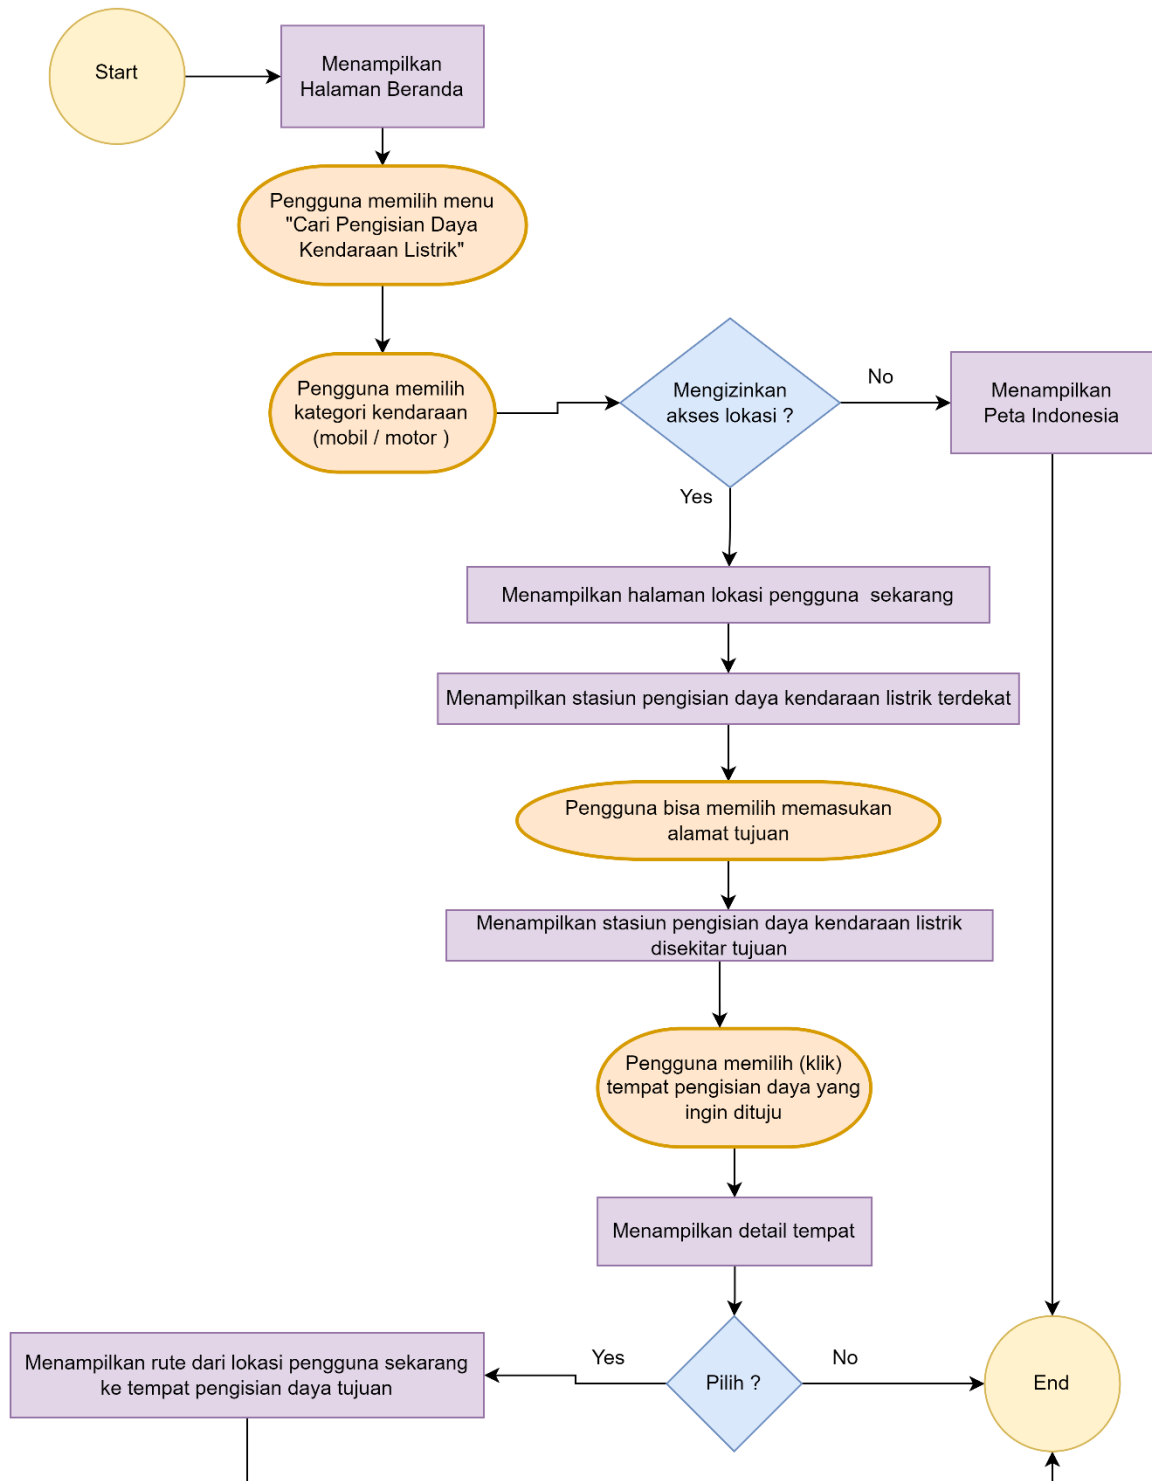 Start
Menampilkan
Halaman Beranda
Pengguna memilih menu
"Cari Pengisian Daya
Kendaraan Listrik"
Pengguna memilih
kategori kendaraan
(mobil / motor )
Mengizinkan
akses lokasi ?
No
Menampilkan
Peta Indonesia
Yes
Menampilkan halaman lokasi pengguna sekarang
Menampilkan stasiun pengisian daya kendaraan listrik terdekat
Pengguna bisa memilih memasukan
alamat tujuan
Menampilkan stasiun pengisian daya kendaraan listrik
disekitar tujuan
Pengguna memilih (klik)
tempat pengisian daya yang
ingin dituju
Menampilkan detail tempat
Pilih ?
Yes
No
Menampilkan rute dari lokasi pengguna sekarang
ke tempat pengisian daya tujuan
End